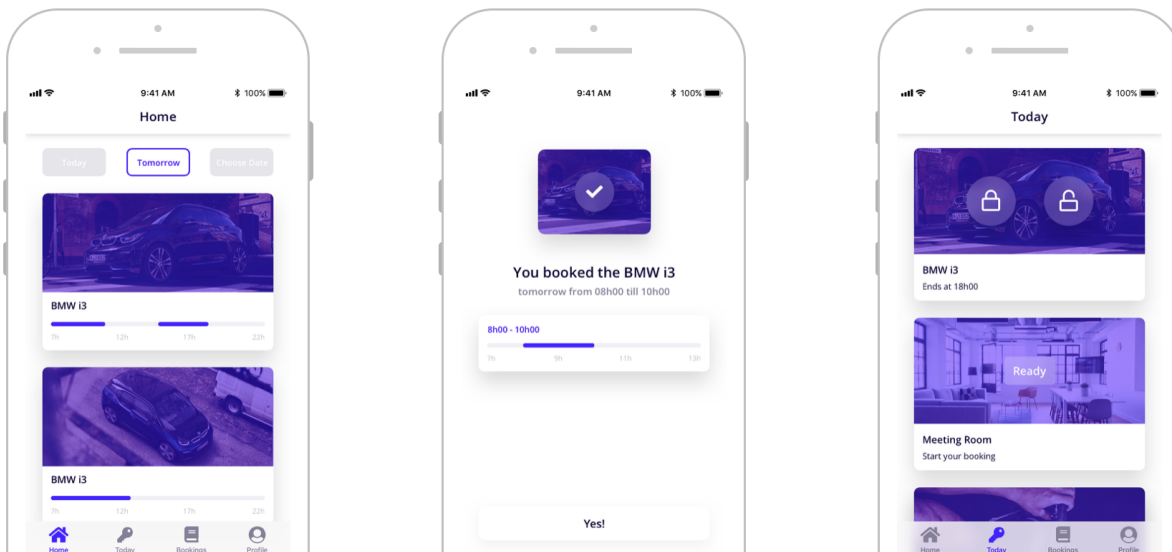 9:41 AM
100%
Home
Today
Tomorrow
Choose Date
BMW i3
7h 12h 17h 22h
BMW i3
7h 12h 17h 22h
Home Today Bookings Profile
9:41 AM
100%
You booked the BMW i3
tomorrow from 08h00 till 10h00
8h00 - 10h00
7h 9h 11h 13h
Yes!
9:41 AM
100%
Today
BMW i3
Ends at 18h00
Ready
Meeting Room
Start your booking
Home Today Bookings Profile